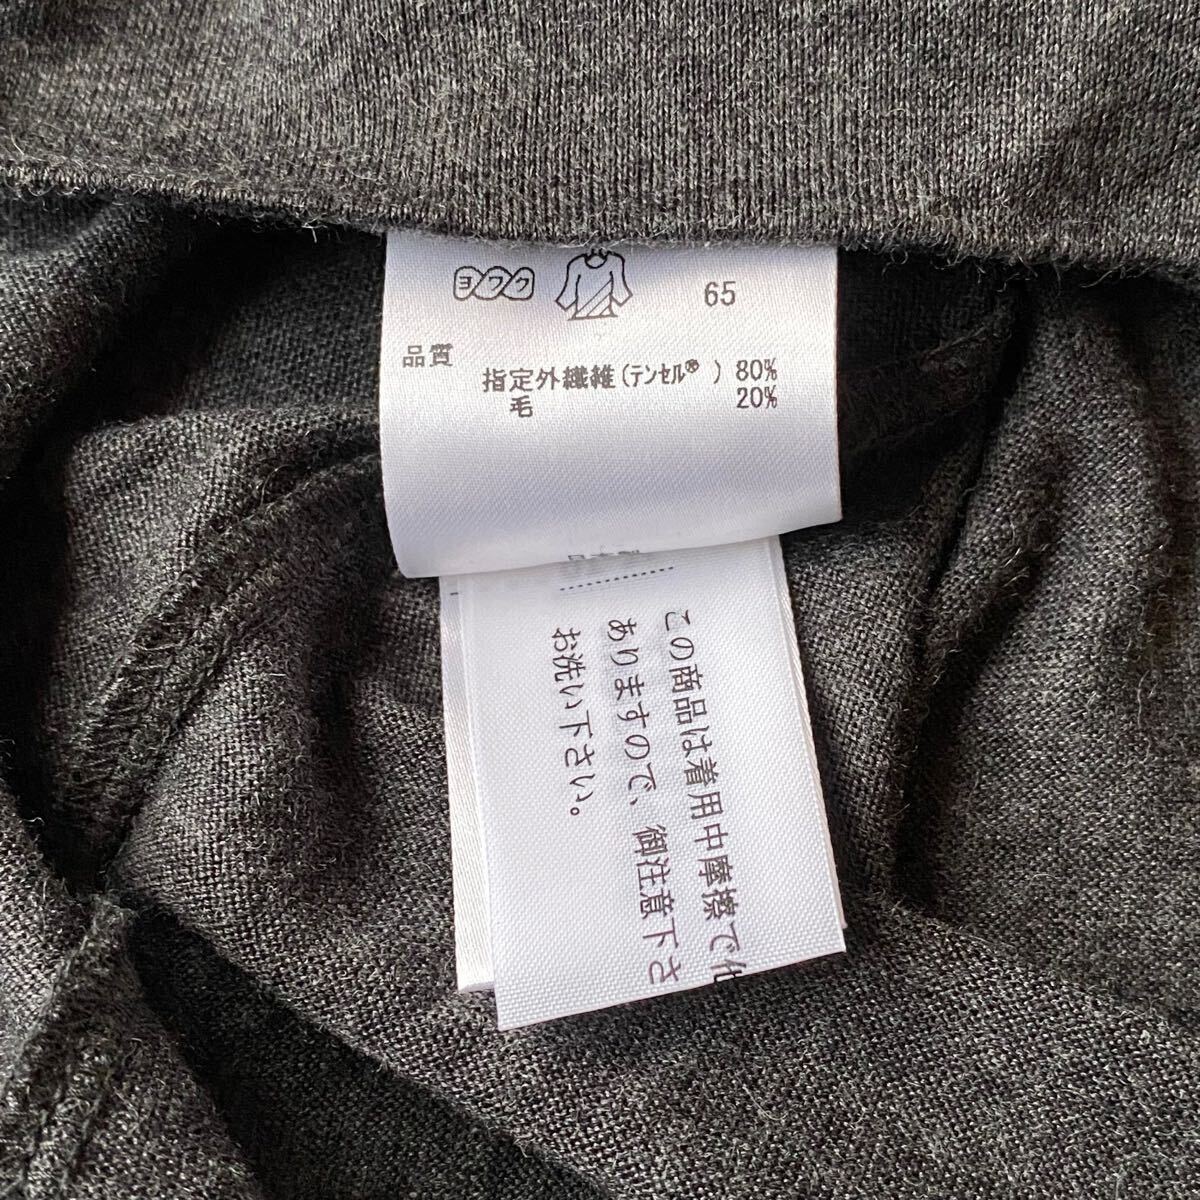 ヨワク
65
品質
指定外繊維(テンセル® ) 80%
毛 20%
この商品は着用中摩擦で
ありますので、御注意下さ
お洗い下さい。